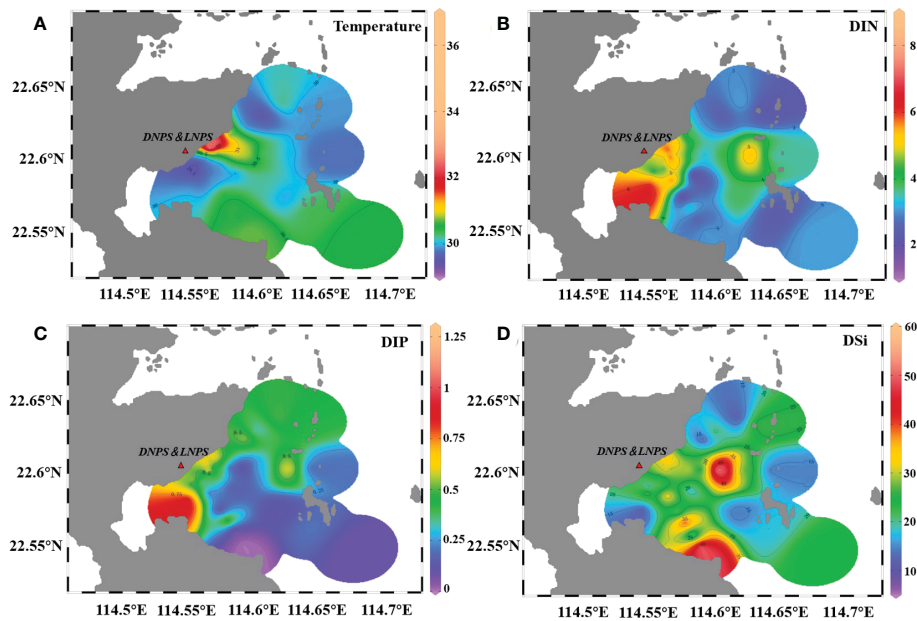 A Temperature
36
34
32
30
22.65°N
22.6°N
22.55°N
DNPS & LNPS
114.5°E 114.55°E 114.6°E 114.65°E 114.7°E
B DIN
8
6
4
2
22.65°N
22.6°N
22.55°N
DNPS & LNPS
114.5°E 114.55°E 114.6°E 114.65°E 114.7°E
C DIP
1.25
1
0.75
0.5
0.25
0
22.65°N
22.6°N
22.55°N
DNPS & LNPS
114.5°E 114.55°E 114.6°E 114.65°E 114.7°E
D DSi
60
50
40
30
20
10
22.65°N
22.6°N
22.55°N
DNPS & LNPS
114.5°E 114.55°E 114.6°E 114.65°E 114.7°E